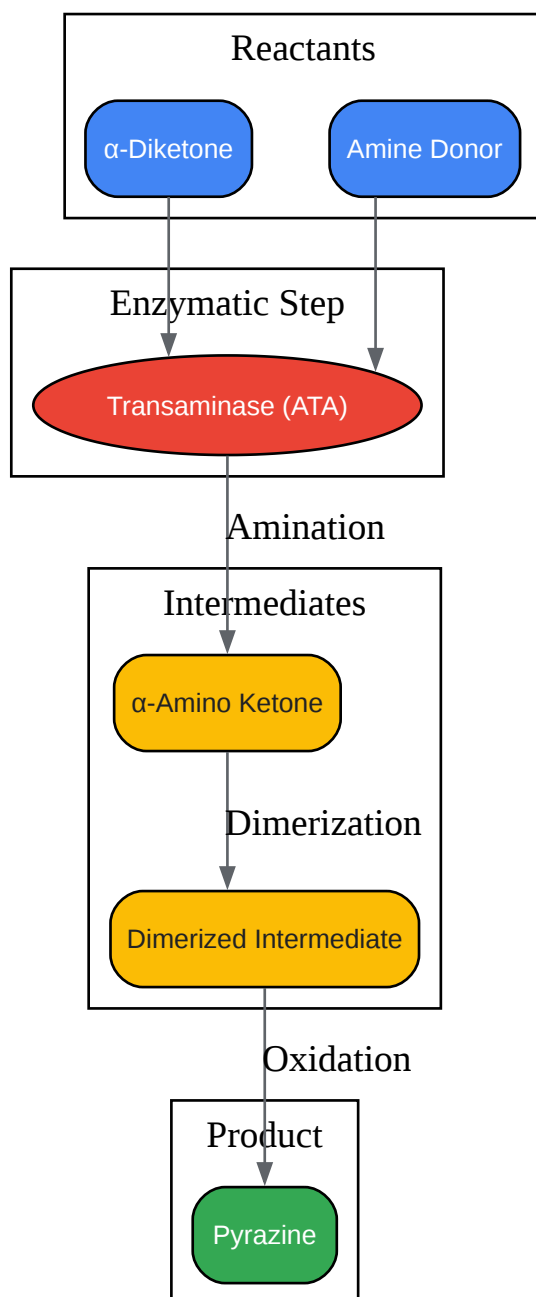 Reactants
α-Diketone
Amine Donor
Enzymatic Step
Transaminase (ATA)
Amination
Intermediates
α-Amino Ketone
Dimerization
Dimerized Intermediate
Oxidation
Product
Pyrazine